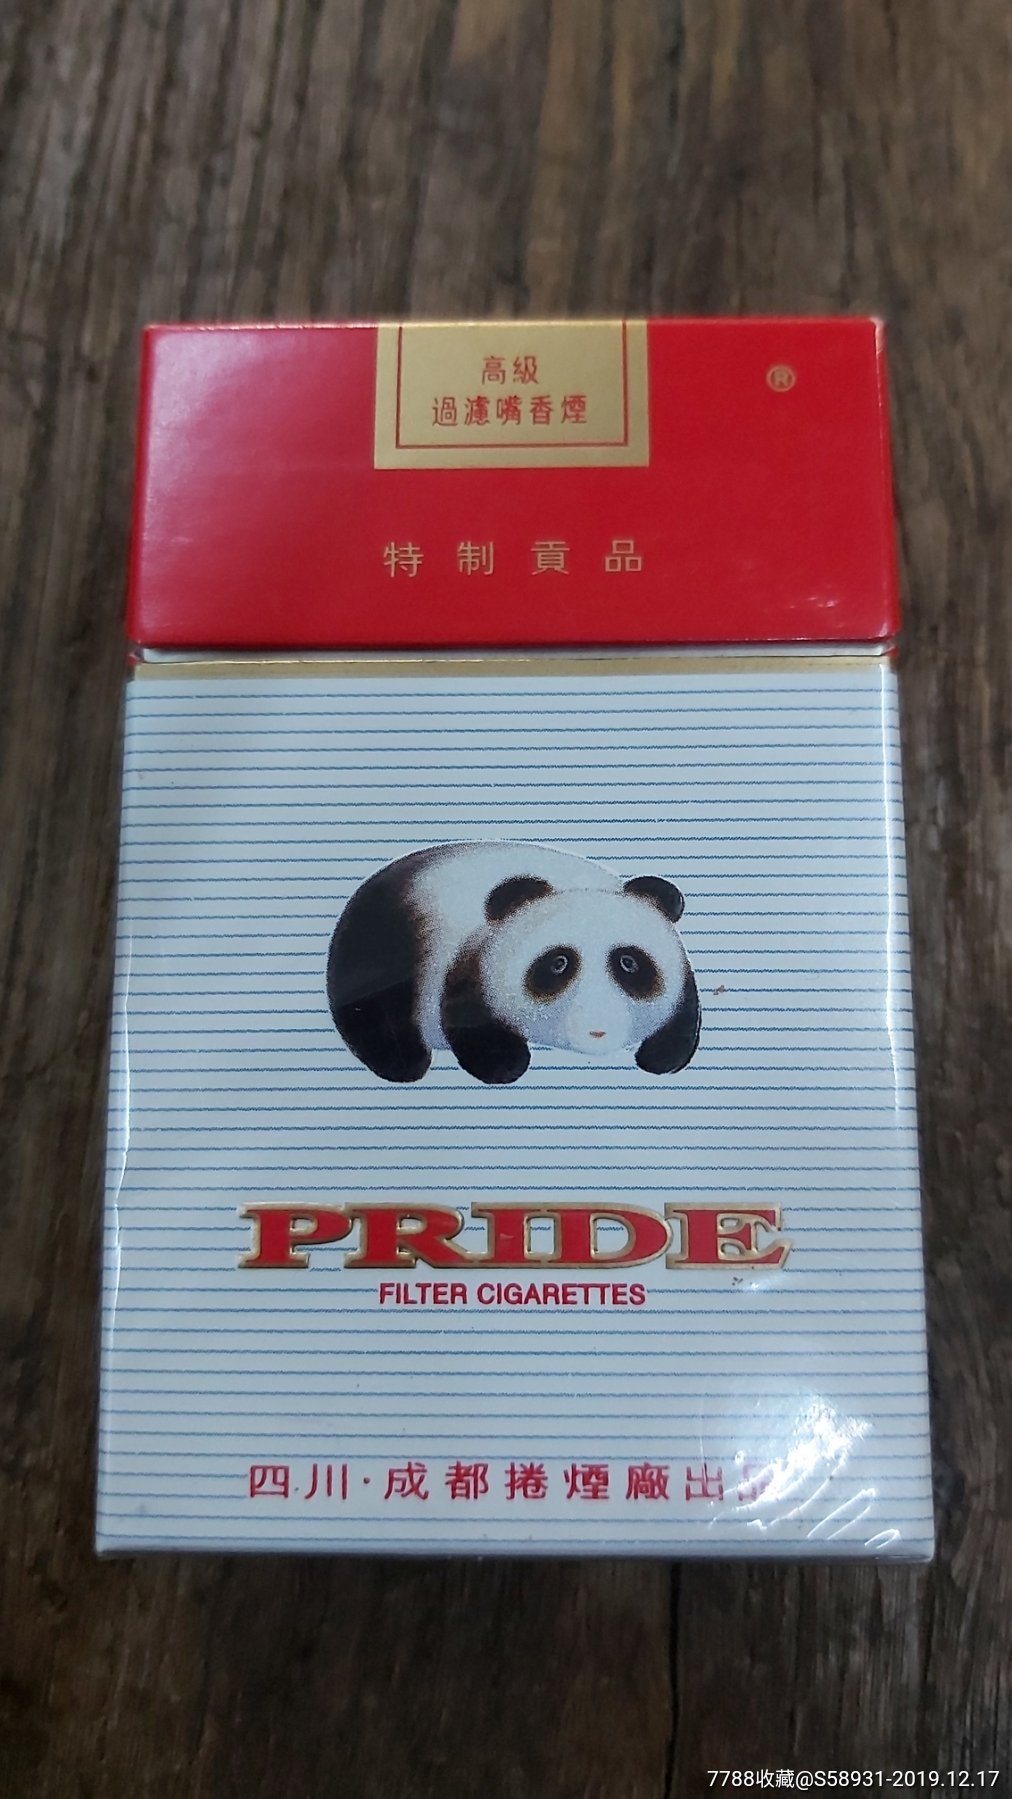 高級
過濾嘴香煙
®
特制貢品
PRIDE
FILTER CIGARETTES
四川·成都捲煙廠出品
7788收藏@S58931-2019.12.17